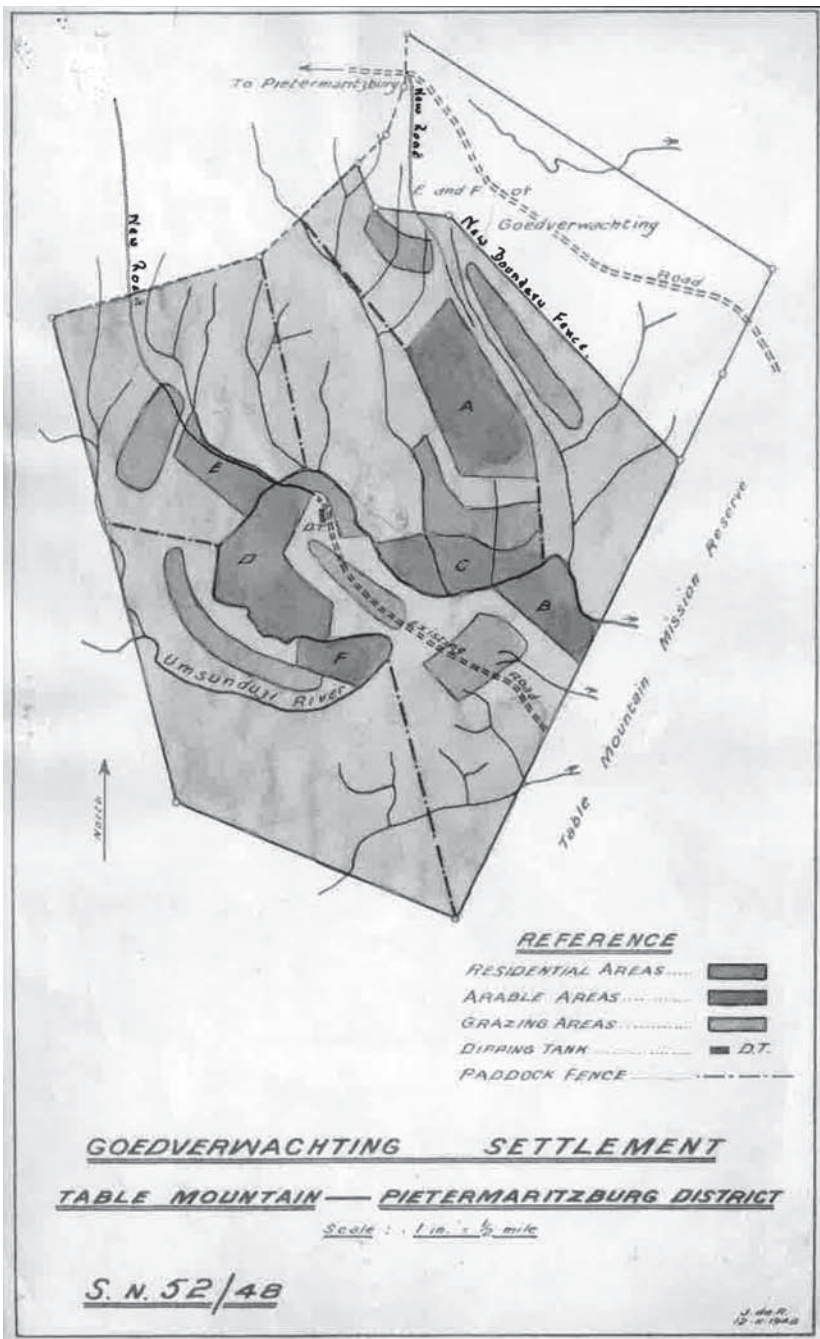 To Pietermaritzburg
New Road
E and F of
Goedverwachting
Road
New Road
New Boundary Fence.
A
E
D.T.
D
C
B
Existing
Road
F
Umsunduzi River
Table Mountain Mission Reserve
North
REFERENCE
RESIDENTIAL AREAS.....
ARABLE AREAS...........
GRAZING AREAS..........
DIPPING TANK........... D.T.
PADDOCK FENCE
GOEDVERWACHTING SETTLEMENT
TABLE MOUNTAIN — PIETERMARITZBURG DISTRICT
Scale : . 1 in. = ½ mile
S. N. 52/48